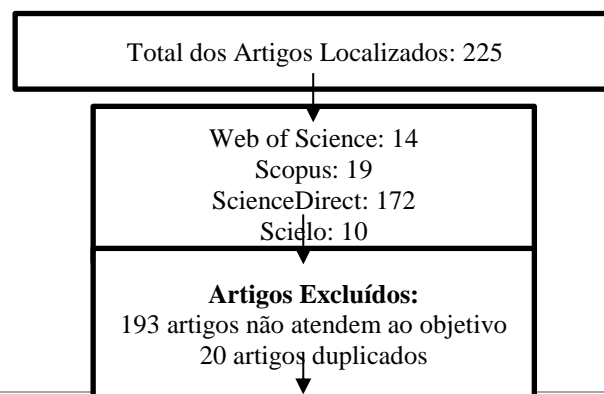 Total dos Artigos Localizados: 225
Web of Science: 14
Scopus: 19
ScienceDirect: 172
Scielo: 10
Artigos Excluídos:
193 artigos não atendem ao objetivo
20 artigos duplicados